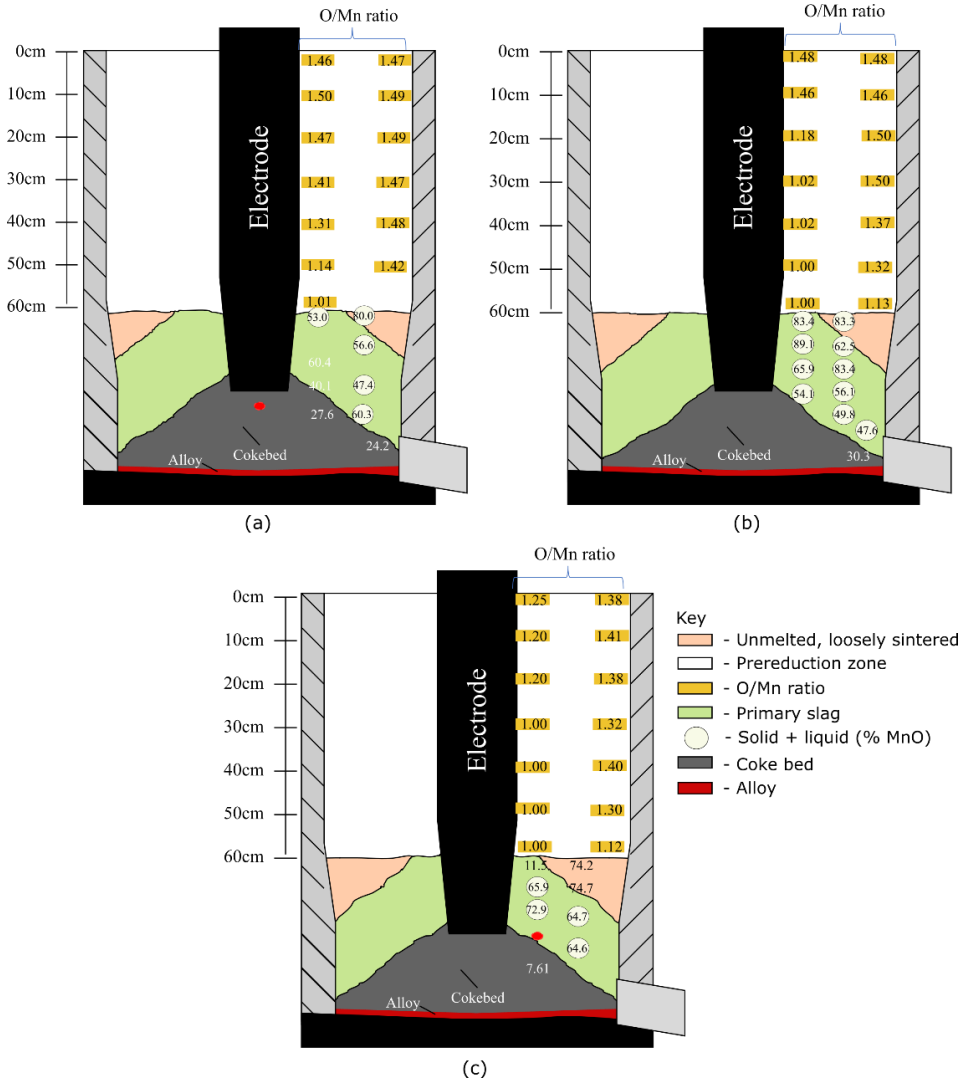 O/Mn ratio
0cm 1.46 1.47
10cm 1.50 1.49
20cm 1.47 1.49
30cm 1.41 1.47
40cm 1.31 1.48
50cm 1.14 1.42
60cm 1.01
Electrode
53.0 80.0
56.6
60.4
40.1 47.4
27.6 60.3
24.2
Cokebed
Alloy
(a)
O/Mn ratio
0cm 1.48 1.48
10cm 1.46 1.46
20cm 1.18 1.50
30cm 1.02 1.50
40cm 1.02 1.37
50cm 1.00 1.32
60cm 1.00 1.13
Electrode
83.4 83.3
89.1 62.5
65.9 83.4
54.1 56.1
49.8
47.6
30.3
Cokebed
Alloy
(b)
O/Mn ratio
0cm 1.25 1.38
10cm 1.20 1.41
20cm 1.20 1.38
30cm 1.00 1.32
40cm 1.00 1.40
50cm 1.00 1.30
60cm 1.00 1.12
Electrode
11.5 74.2
65.9 74.7
72.9 64.7
64.6
7.61
Cokebed
Alloy
(c)
Key
- Unmelted, loosely sintered
- Prereduction zone
- O/Mn ratio
- Primary slag
- Solid + liquid (% MnO)
- Coke bed
- Alloy